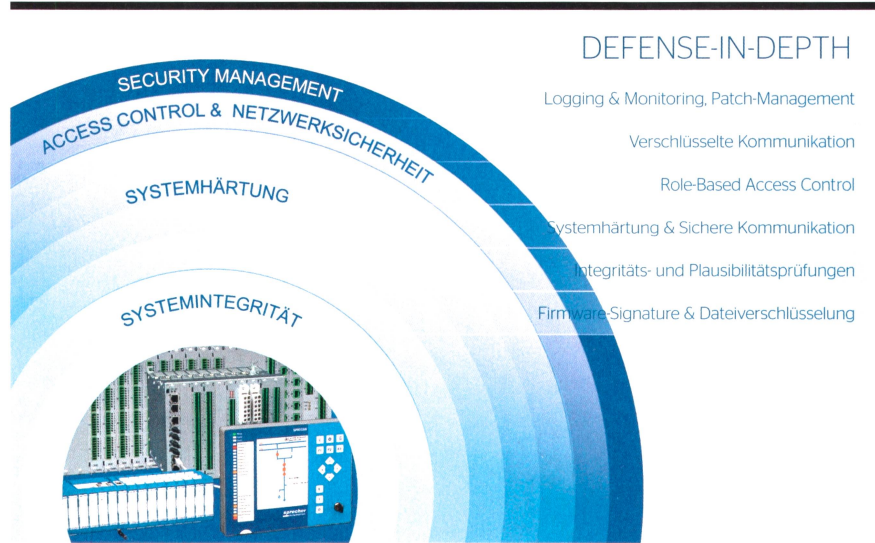 DEFENSE-IN-DEPTH
SECURITY MANAGEMENT
ACCESS CONTROL & NETZWERKSICHERHEIT
SYSTEMHÄRTUNG
SYSTEMINTEGRITÄT
Logging & Monitoring, Patch-Management
Verschlüsselte Kommunikation
Role-Based Access Control
Systemhärtung & Sichere Kommunikation
Integritäts- und Plausibilitätsprüfungen
Firmware-Signature & Dateiverschlüsselung
sprecher